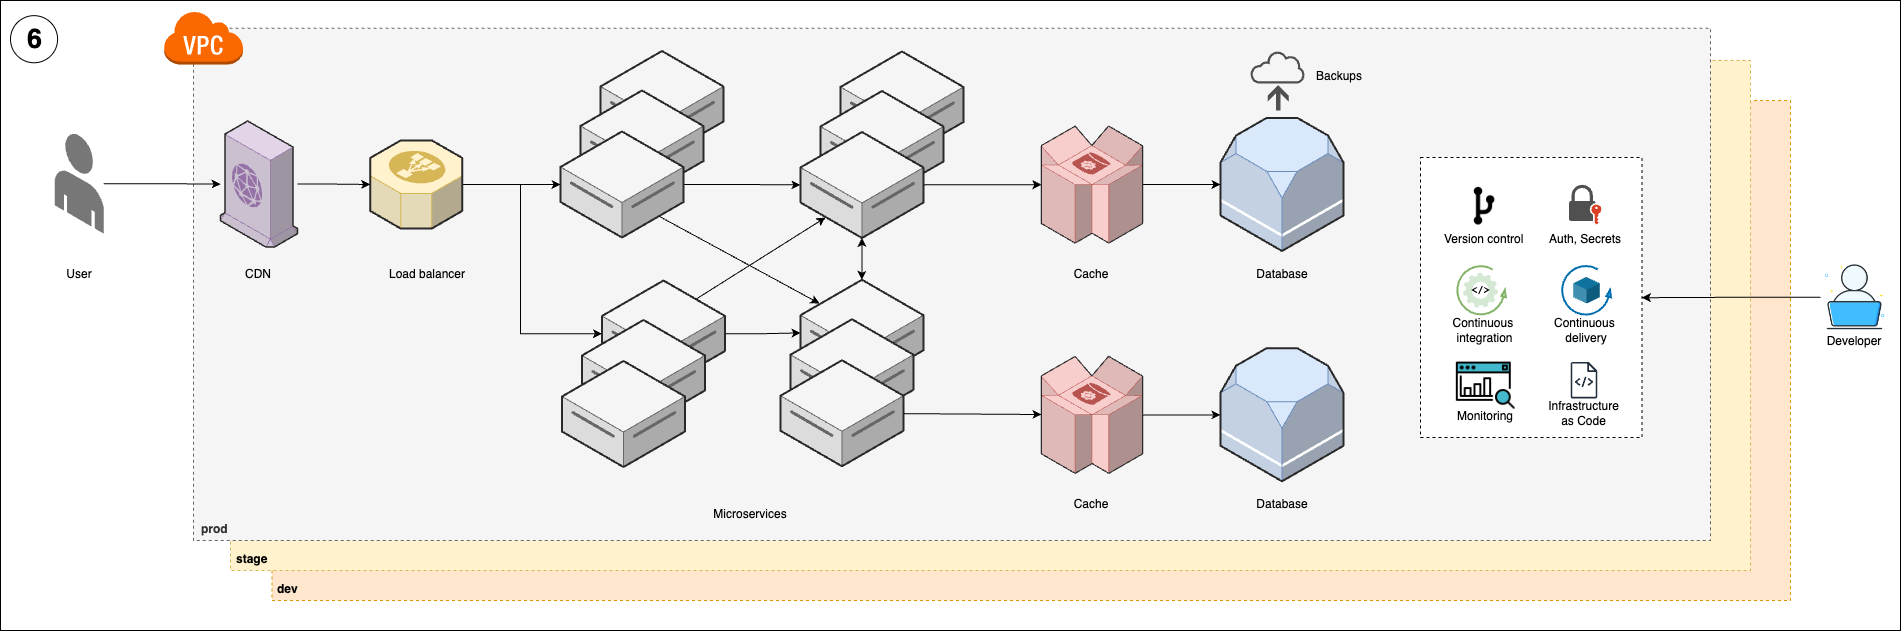 6
VPC
Backups
User
CDN
Load balancer
Cache
Database
Version control
Auth, Secrets
</>
Continuous
integration
Continuous
delivery
Developer
Monitoring
</>
Infrastructure
as Code
Cache
Database
Microservices
prod
stage
dev